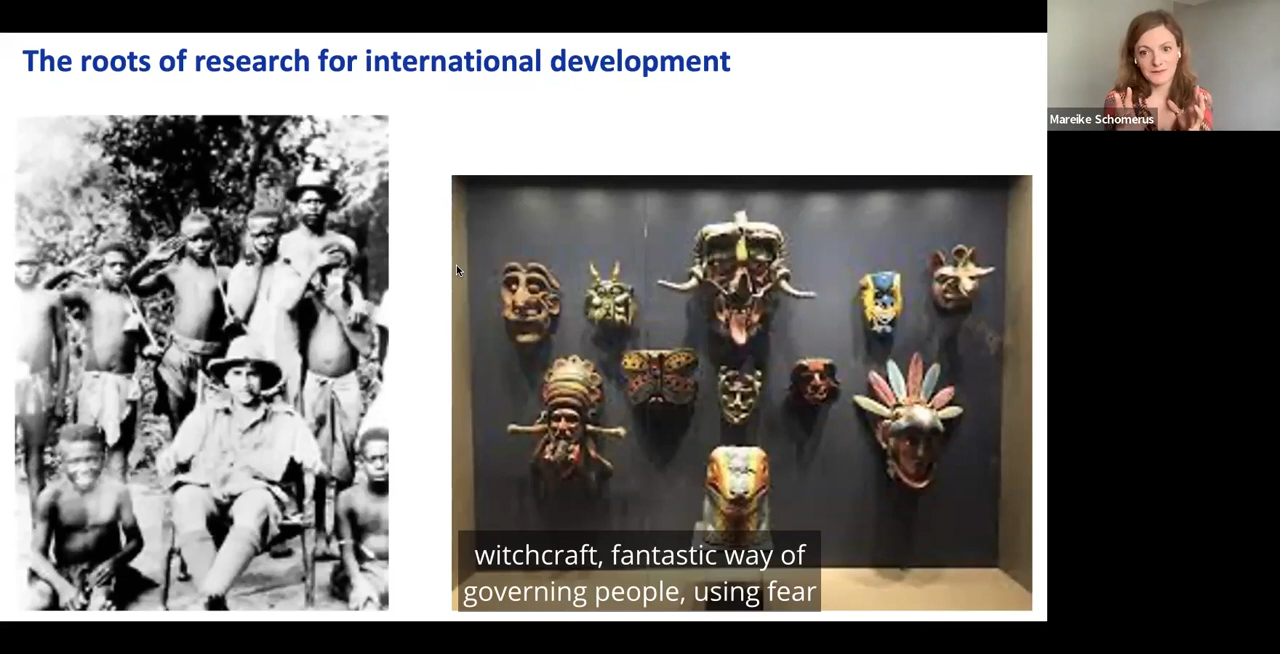 The roots of research for international development
Mareike Schomerus
witchcraft, fantastic way of
governing people, using fear